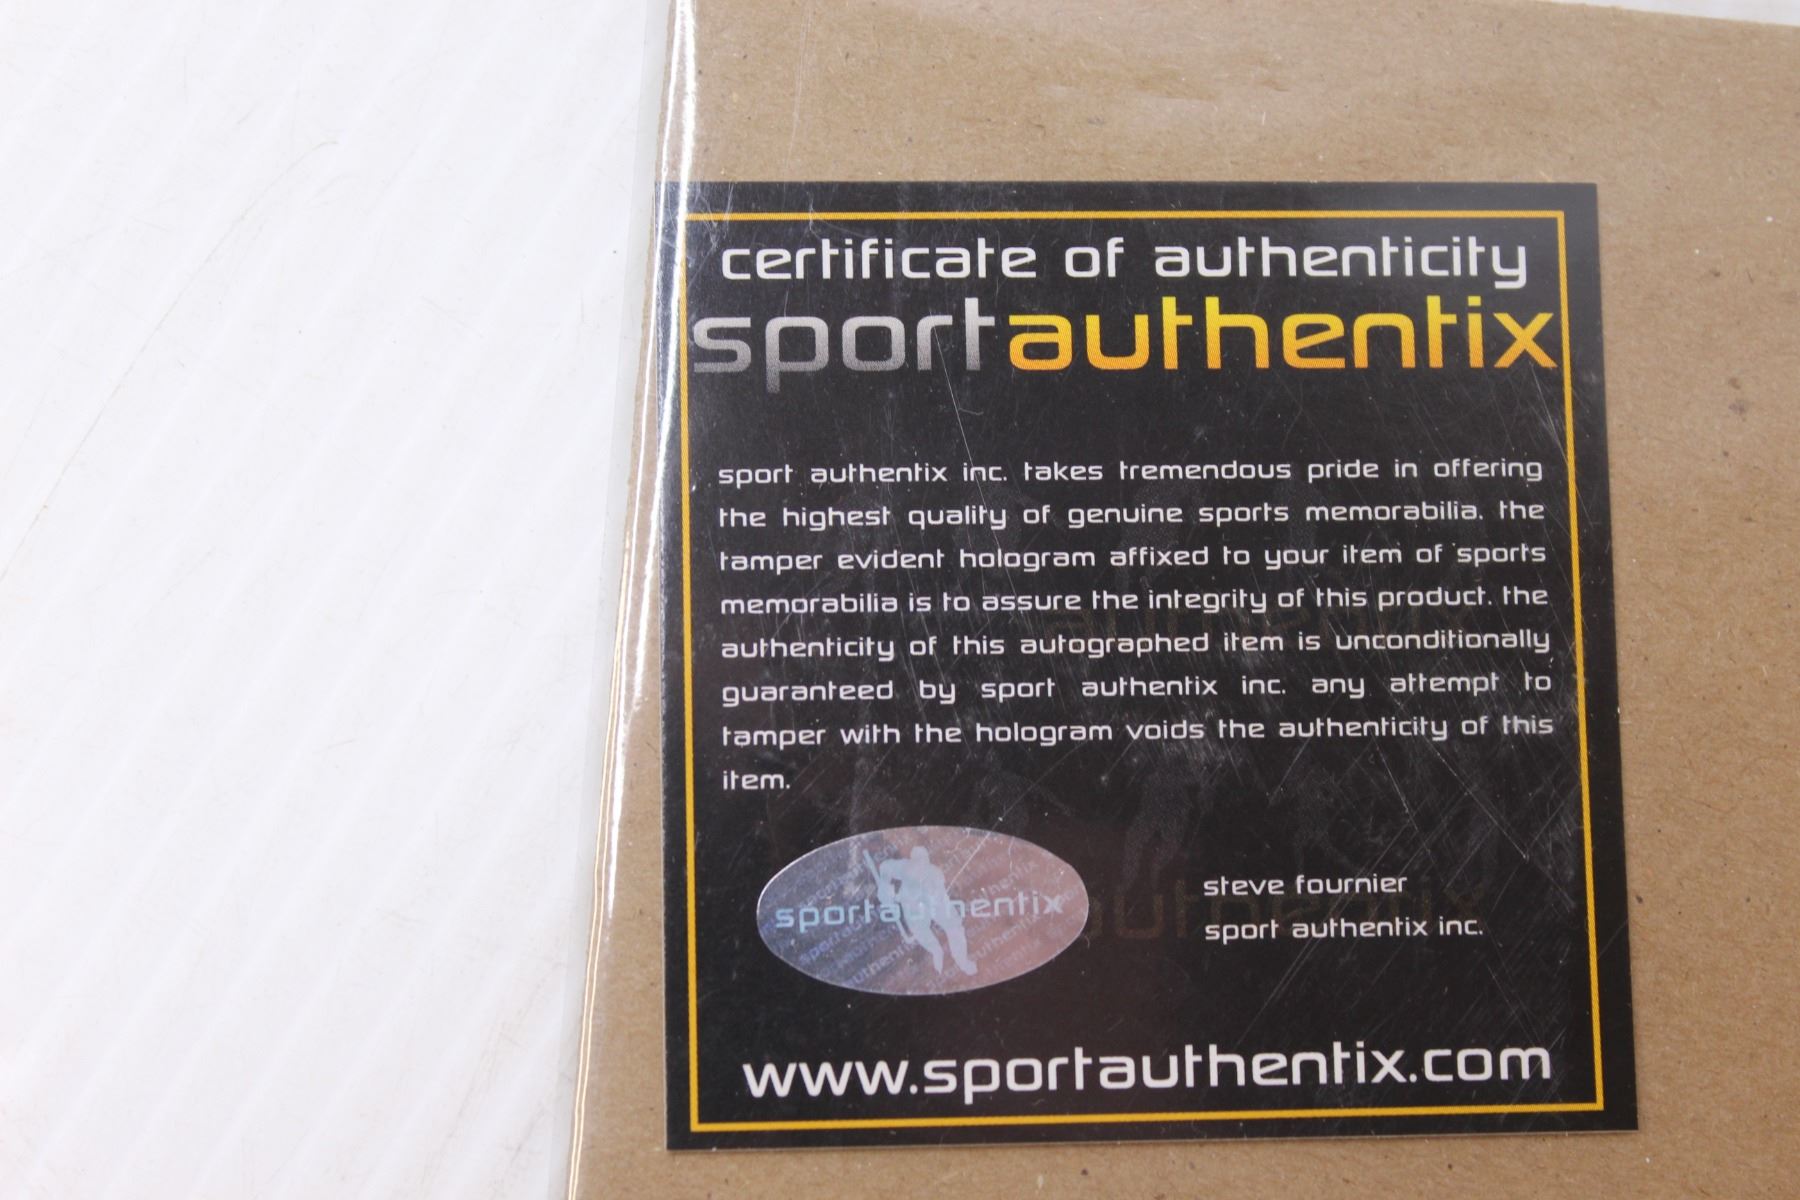 certificate of authenticity
sportauthentix
sport authentix inc. takes tremendous pride in offering
the highest quality of genuine sports memorabilia. the
tamper evident hologram affixed to your item of sports
memorabilia is to assure the integrity of this product. the
authenticity of this autographed item is unconditionally
guaranteed by sport authentix inc. any attempt to
tamper with the hologram voids the authenticity of this
item.
sportauthentix
steve fournier
sport authentix inc.
www.sportauthentix.com